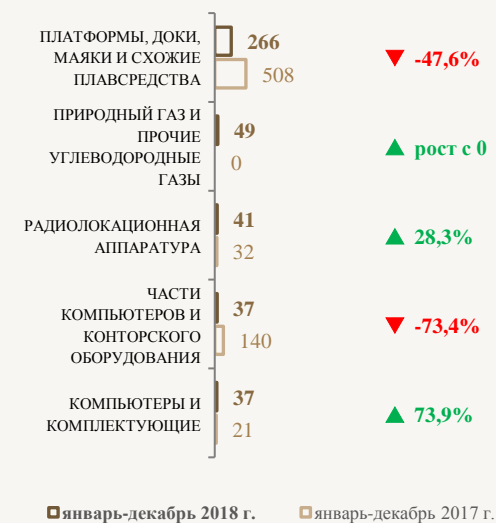 ПЛАТФОРМЫ, ДОКИ,
МАЯКИ И СХОЖИЕ
ПЛАВСРЕДСТВА
266
508
▼ -47,6%
ПРИРОДНЫЙ ГАЗ И
ПРОЧИЕ
УГЛЕВОДОРОДНЫЕ
ГАЗЫ
49
0
▲ рост с 0
РАДИОЛОКАЦИОННАЯ
АППАРАТУРА
41
32
▲ 28,3%
ЧАСТИ
КОМПЬЮТЕРОВ И
КОНТОРСКОГО
ОБОРУДОВАНИЯ
37
140
▼ -73,4%
КОМПЬЮТЕРЫ И
КОМПЛЕКТУЮЩИЕ
37
21
▲ 73,9%
январь-декабрь 2018 г.
январь-декабрь 2017 г.